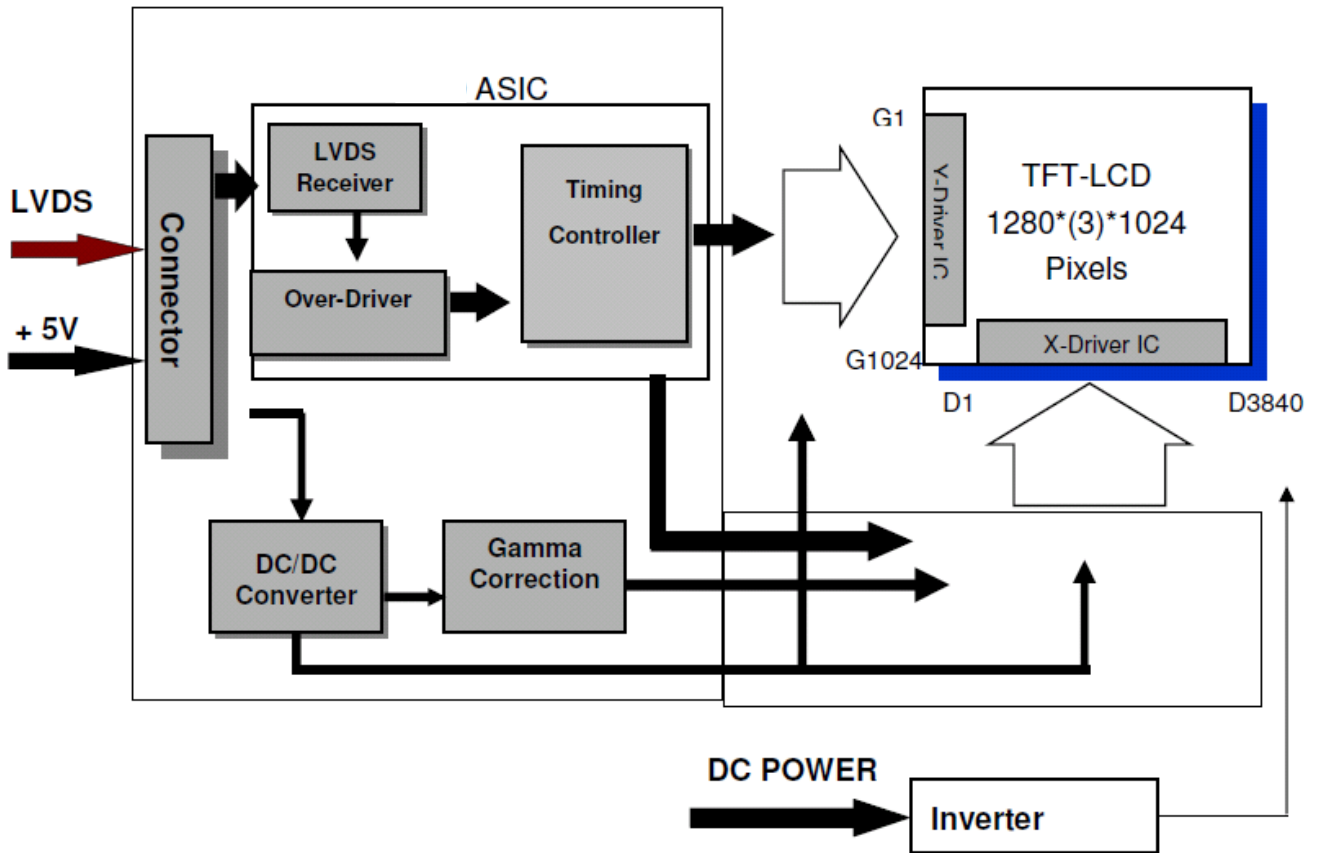 ASIC
LVDS
+ 5V
Connector
LVDS
Receiver
Over-Driver
Timing
Controller
DC/DC
Converter
Gamma
Correction
G1
G1024
Y-Driver IC
TFT-LCD
1280*(3)*1024
Pixels
X-Driver IC
D1
D3840
DC POWER
Inverter